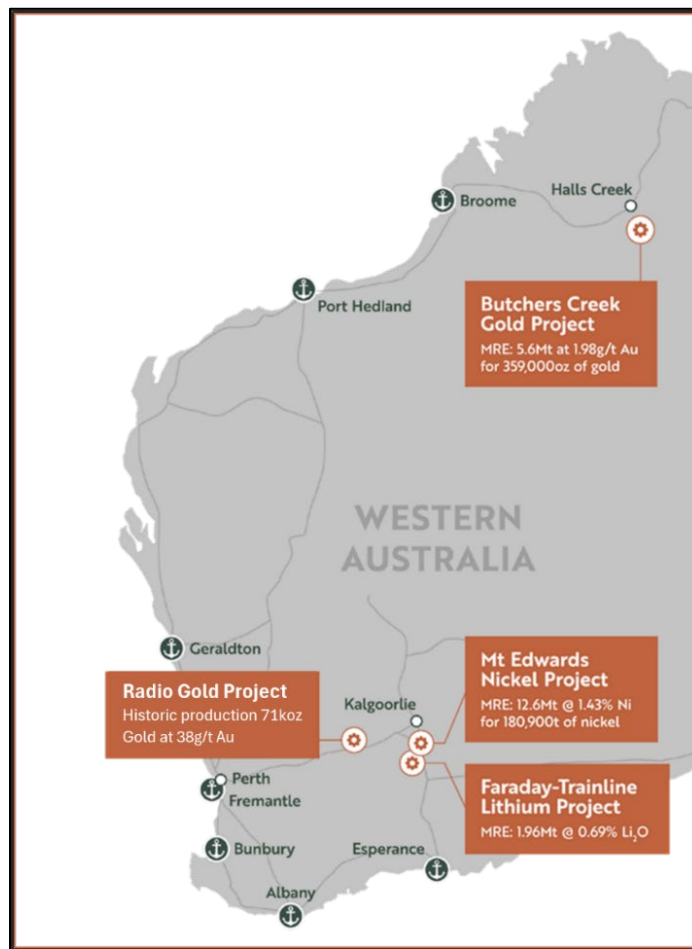 Halls Creek
Broome
Port Hedland
Butchers Creek
Gold Project
MRE: 5.6Mt at 1.98g/t Au
for 359,000oz of gold
WESTERN
AUSTRALIA
Geraldton
Mt Edwards
Nickel Project
MRE: 12.6Mt @ 1.43% Ni
for 180,900t of nickel
Radio Gold Project
Historic production 71koz
Gold at 38g/t Au
Kalgoorlie
Perth
Fremantle
Faraday-Trainline
Lithium Project
MRE: 1.96Mt @ 0.69% Li₂O
Bunbury
Esperance
Albany